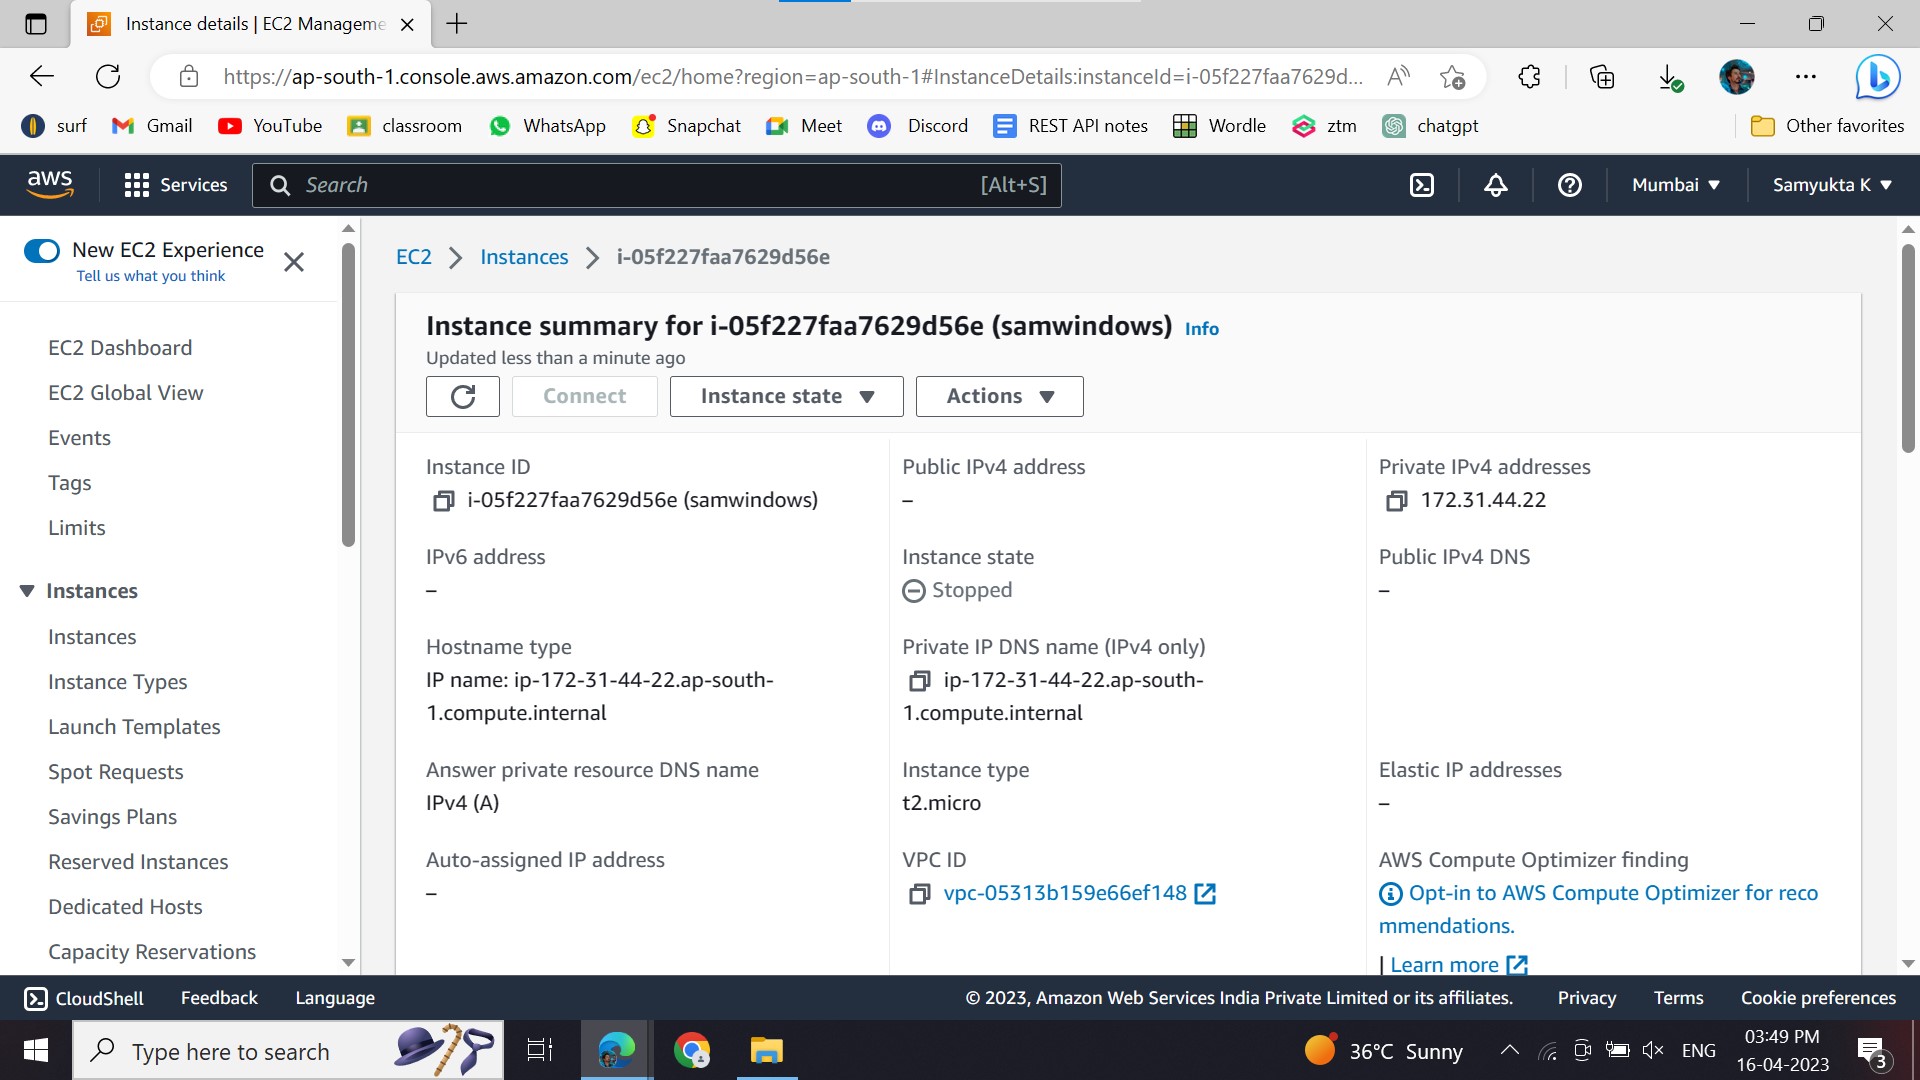 Instance details | EC2 Manageme
https://ap-south-1.console.aws.amazon.com/ec2/home?region=ap-south-1#InstanceDetails:instanceId=i-05f227faa7629d...
surf Gmail YouTube classroom WhatsApp Snapchat Meet Discord REST API notes Wordle ztm chatgpt Other favorites
aws Services Search [Alt+S] Mumbai Samyukta K
New EC2 Experience
Tell us what you think
EC2 Dashboard
EC2 Global View
Events
Tags
Limits
Instances
Instances
Instance Types
Launch Templates
Spot Requests
Savings Plans
Reserved Instances
Dedicated Hosts
Capacity Reservations
EC2 > Instances > i-05f227faa7629d56e
Instance summary for i-05f227faa7629d56e (samwindows) Info
Updated less than a minute ago
Connect Instance state Actions
Instance ID
i-05f227faa7629d56e (samwindows)
IPv6 address
–
Hostname type
IP name: ip-172-31-44-22.ap-south-
1.compute.internal
Answer private resource DNS name
IPv4 (A)
Auto-assigned IP address
–
Public IPv4 address
–
Instance state
Stopped
Private IP DNS name (IPv4 only)
ip-172-31-44-22.ap-south-
1.compute.internal
Instance type
t2.micro
VPC ID
vpc-05313b159e66ef148
Private IPv4 addresses
172.31.44.22
Public IPv4 DNS
–
Elastic IP addresses
–
AWS Compute Optimizer finding
Opt-in to AWS Compute Optimizer for reco
mmendations.
| Learn more
CloudShell Feedback Language © 2023, Amazon Web Services India Private Limited or its affiliates. Privacy Terms Cookie preferences
Type here to search 36°C Sunny ENG
03:49 PM
16-04-2023
3